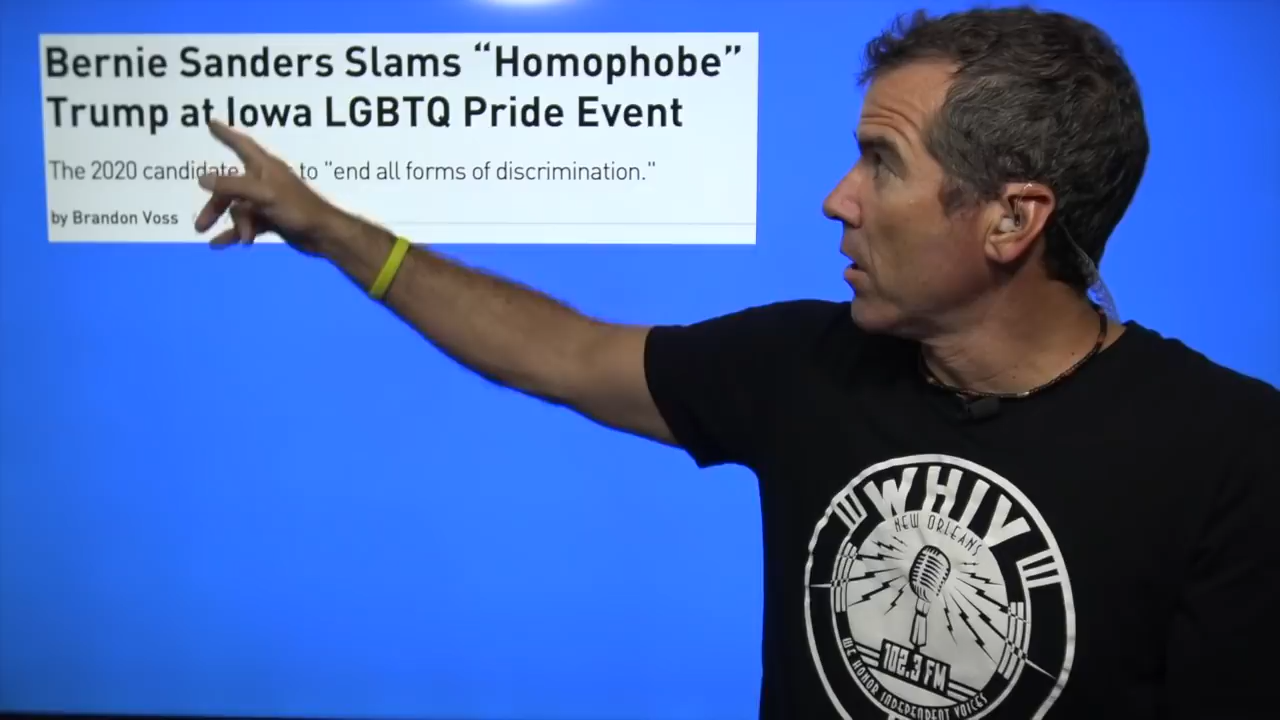 Bernie Sanders Slams “Homophobe”
Trump at Iowa LGBTQ Pride Event
The 2020 candidate to "end all forms of discrimination."
by Brandon Voss
WHIV
NEW ORLEANS
102.3 FM
WE HONOR INDEPENDENT VOICES